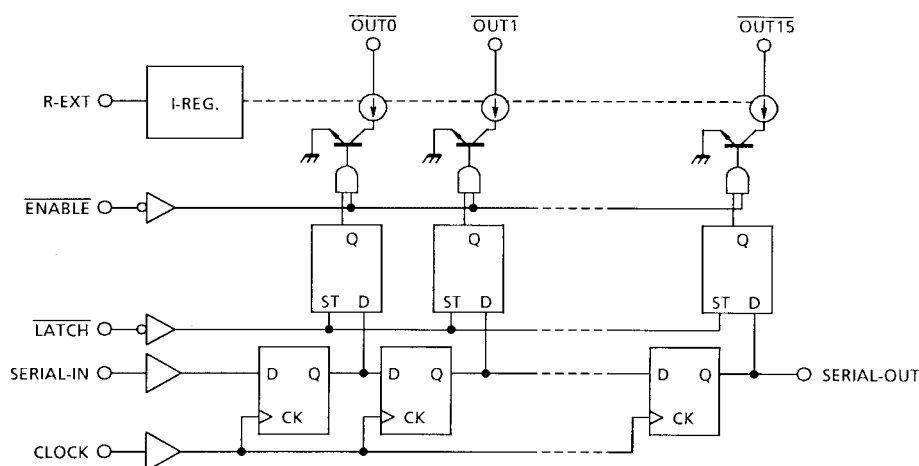 OUT0 OUT1 OUT15
R-EXT I-REG.
ENABLE
Q Q Q
ST D ST D ST D
LATCH
SERIAL-IN D Q D Q D Q SERIAL-OUT
CK CK CK
CLOCK